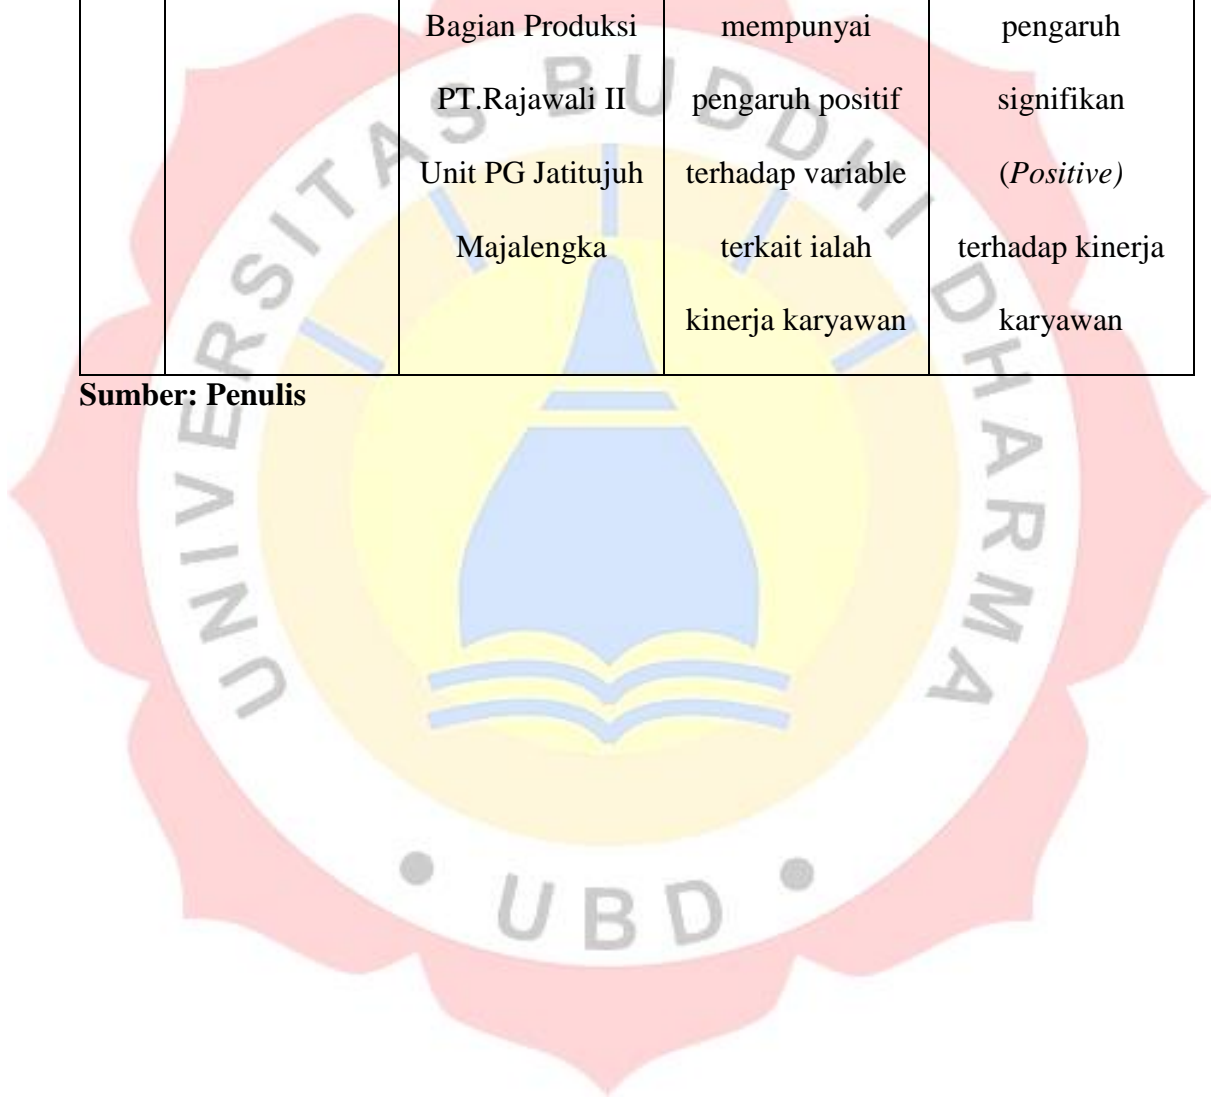 Bagian Produksi
PT.Rajawali II
Unit PG Jatitujuh
Majalengka
mempunyai
pengaruh positif
terhadap variable
terkait ialah
kinerja karyawan
pengaruh
signifikan
(Positive)
terhadap kinerja
karyawan
Sumber: Penulis
UNIVERSITAS BUDDHI DHARMA
• UBD •